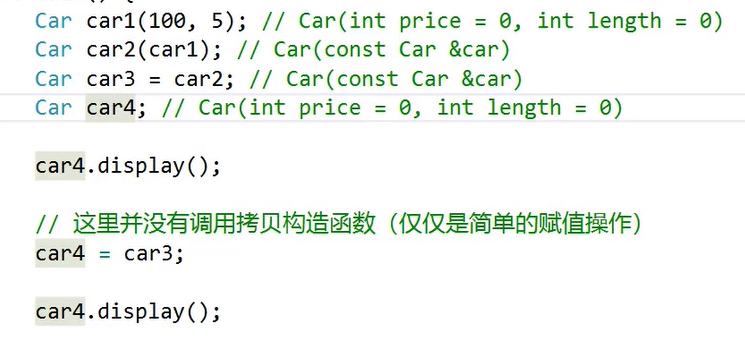 Car car1(100, 5); // Car(int price = 0, int length = 0)
Car car2(car1); // Car(const Car &car)
Car car3 = car2; // Car(const Car &car)
Car car4; // Car(int price = 0, int length = 0)
car4.display();
// 这里并没有调用拷贝构造函数（仅仅是简单的赋值操作）
car4 = car3;
car4.display();